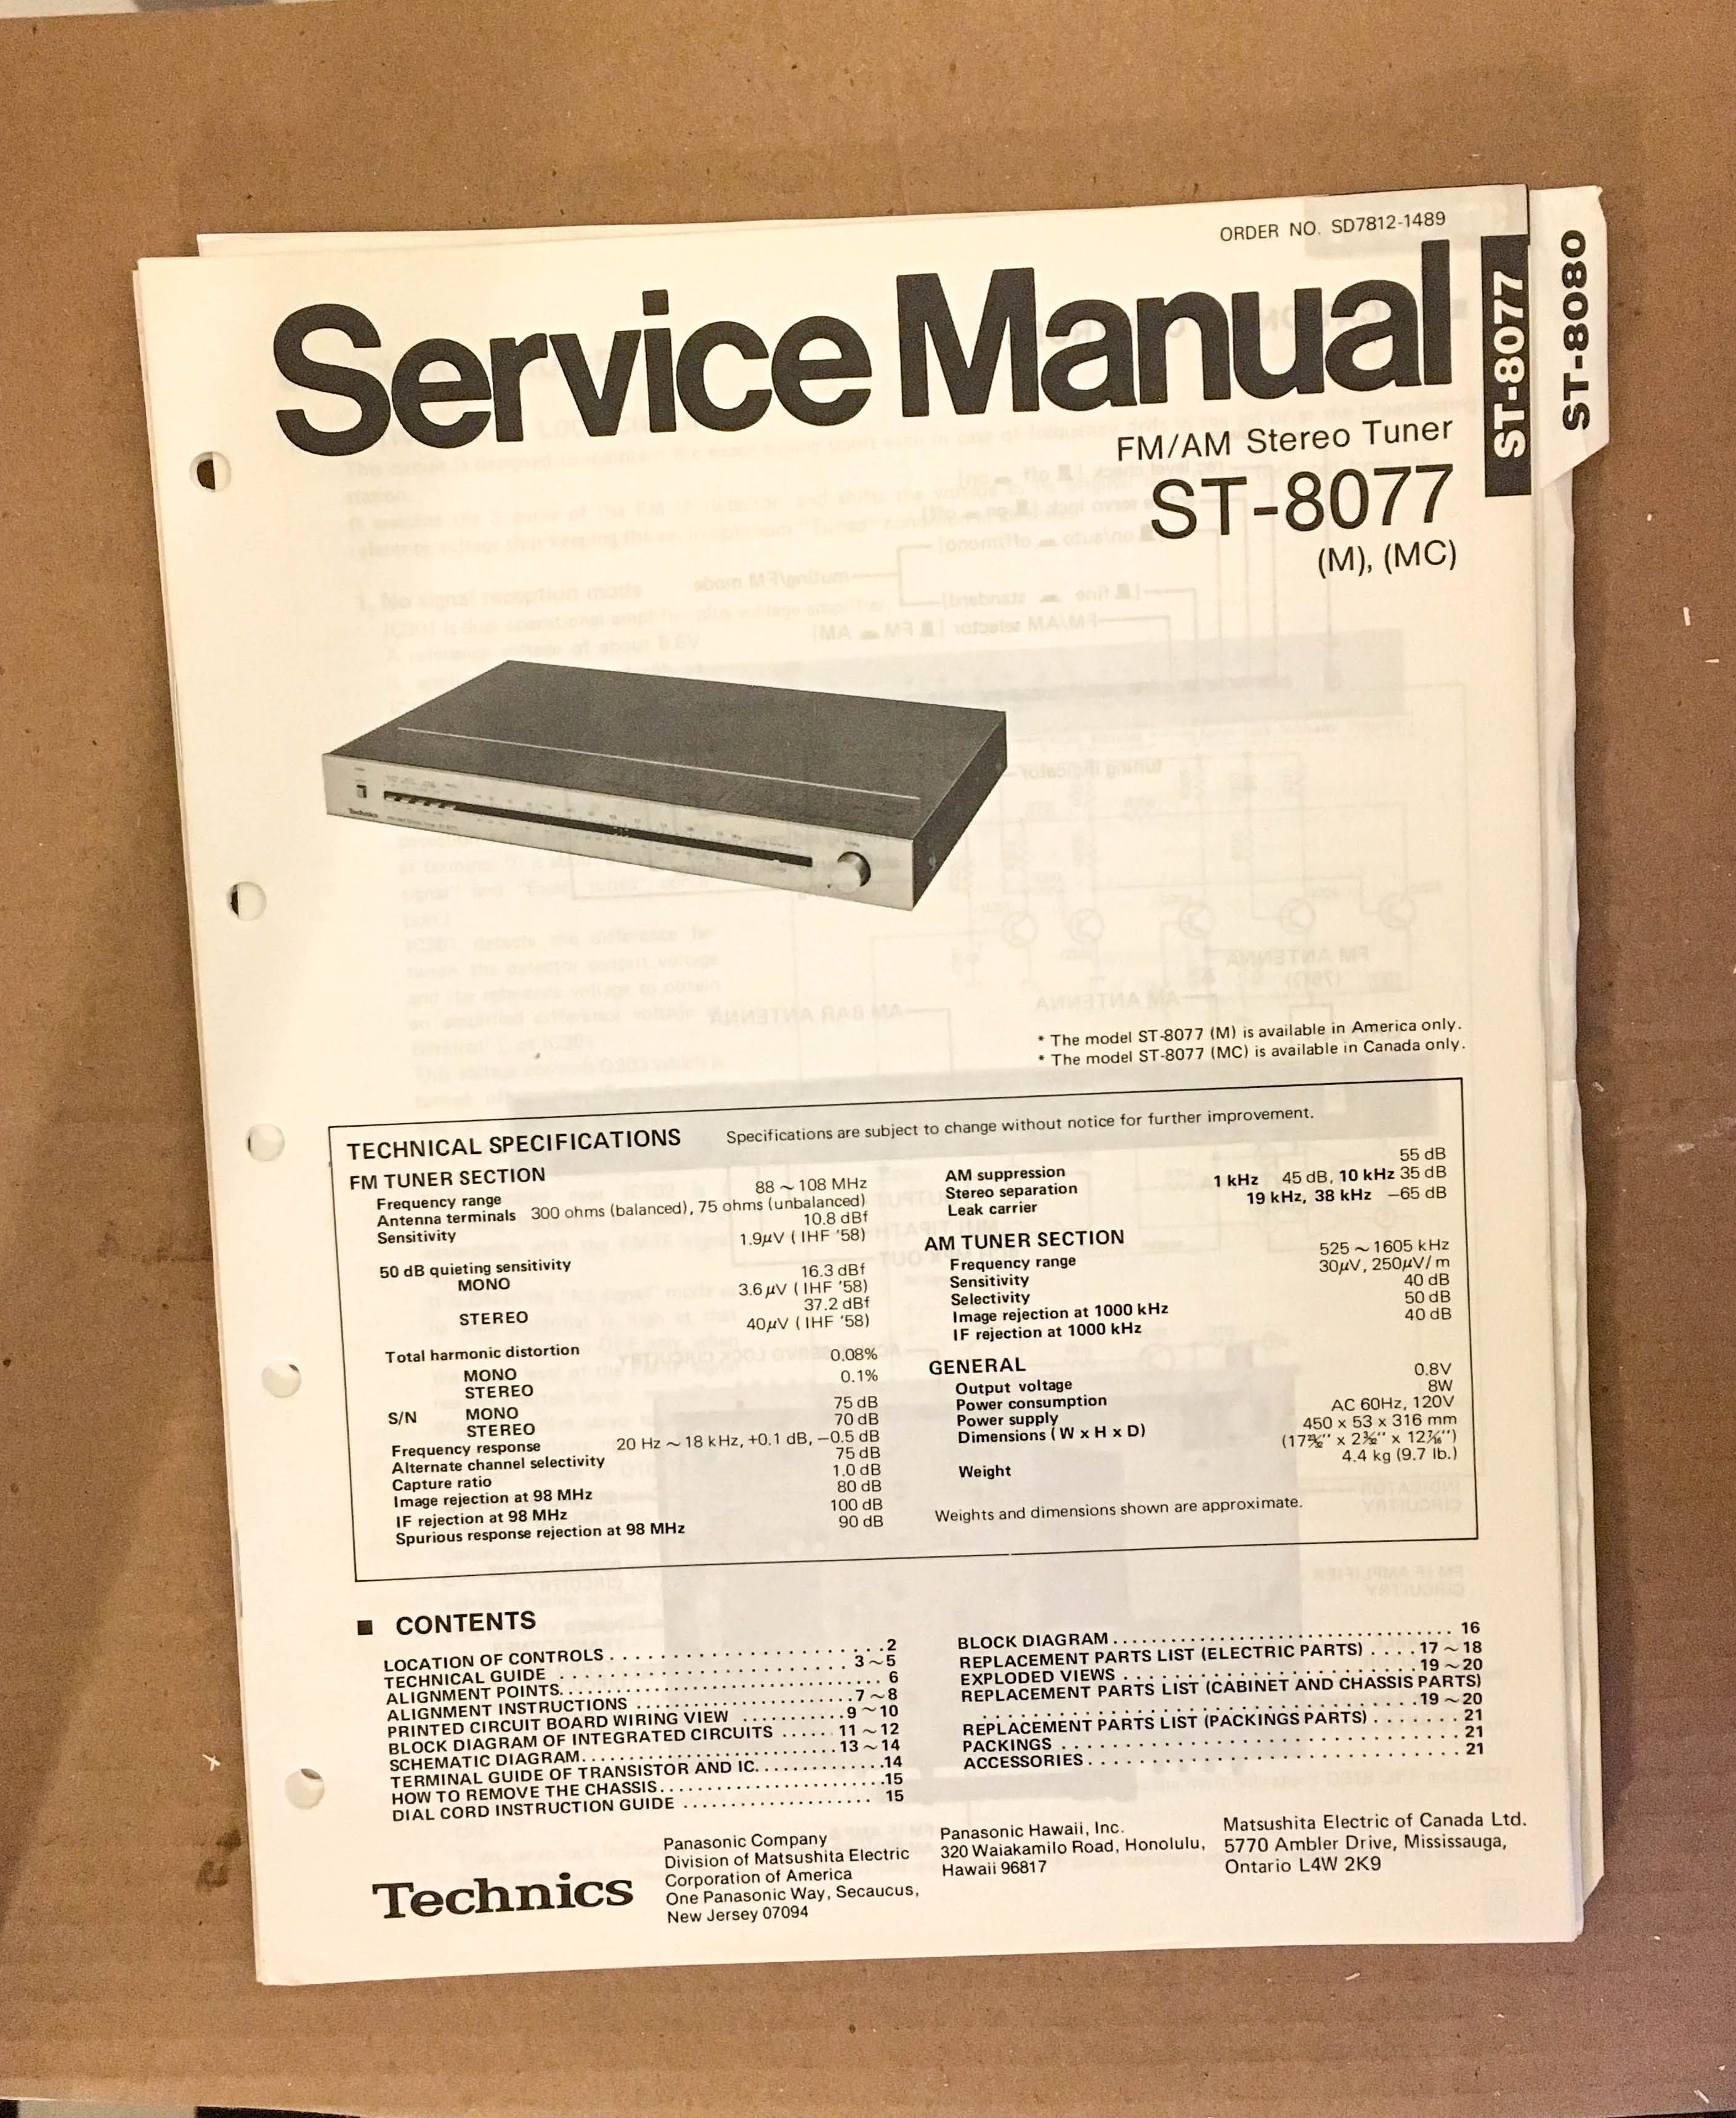 ORDER NO. SD7812-1489
Service Manual
ST-8077
ST-8080
FM/AM Stereo Tuner
ST-8077
(M), (MC)
Technics
* The model ST-8077 (M) is available in America only.
* The model ST-8077 (MC) is available in Canada only.
TECHNICAL SPECIFICATIONS Specifications are subject to change without notice for further improvement.
FM TUNER SECTION
Frequency range 88 ~ 108 MHz
Antenna terminals 300 ohms (balanced), 75 ohms (unbalanced)
Sensitivity 10.8 dBf
1.9μV ( IHF '58)
50 dB quieting sensitivity
MONO 16.3 dBf
3.6μV ( IHF '58)
STEREO 37.2 dBf
40μV ( IHF '58)
Total harmonic distortion
MONO 0.08%
STEREO 0.1%
S/N MONO 75 dB
STEREO 70 dB
Frequency response 20 Hz ~ 18 kHz, +0.1 dB, −0.5 dB
Alternate channel selectivity 75 dB
Capture ratio 1.0 dB
Image rejection at 98 MHz 80 dB
IF rejection at 98 MHz 100 dB
Spurious response rejection at 98 MHz 90 dB
AM suppression 55 dB
Stereo separation 1 kHz 45 dB, 10 kHz 35 dB
Leak carrier 19 kHz, 38 kHz −65 dB
AM TUNER SECTION
Frequency range 525 ~ 1605 kHz
Sensitivity 30μV, 250μV/m
Selectivity 40 dB
Image rejection at 1000 kHz 50 dB
IF rejection at 1000 kHz 40 dB
GENERAL
Output voltage 0.8V
Power consumption 8W
Power supply AC 60Hz, 120V
Dimensions ( W x H x D) 450 x 53 x 316 mm
Weight 4.4 kg (9.7 lb.)
Weights and dimensions shown are approximate.
■ CONTENTS
LOCATION OF CONTROLS . . . . . . . . . . 2
TECHNICAL GUIDE . . . . . . . . . . 3~5
ALIGNMENT POINTS. . . . . . . . . . 6
ALIGNMENT INSTRUCTIONS . . . . . . . . . . 7~8
PRINTED CIRCUIT BOARD WIRING VIEW . . . . . . . . . . 9~10
BLOCK DIAGRAM OF INTEGRATED CIRCUITS . . . . . 11~12
SCHEMATIC DIAGRAM. . . . . . . . . . 13~14
TERMINAL GUIDE OF TRANSISTOR AND IC. . . . . . . . . . 14
HOW TO REMOVE THE CHASSIS. . . . . . . . . . 15
DIAL CORD INSTRUCTION GUIDE . . . . . . . . . . 15
BLOCK DIAGRAM . . . . . . . . . . 16
REPLACEMENT PARTS LIST (ELECTRIC PARTS) . . . . 17~18
EXPLODED VIEWS . . . . . . . . . . 19~20
REPLACEMENT PARTS LIST (CABINET AND CHASSIS PARTS)
. . . . . . . . . . 19~20
REPLACEMENT PARTS LIST (PACKINGS PARTS) . . . . . . . 21
PACKINGS . . . . . . . . . . 21
ACCESSORIES . . . . . . . . . . 21
Technics
Panasonic Company
Division of Matsushita Electric
Corporation of America
One Panasonic Way, Secaucus,
New Jersey 07094
Panasonic Hawaii, Inc.
320 Waiakamilo Road, Honolulu,
Hawaii 96817
Matsushita Electric of Canada Ltd.
5770 Ambler Drive, Mississauga,
Ontario L4W 2K9